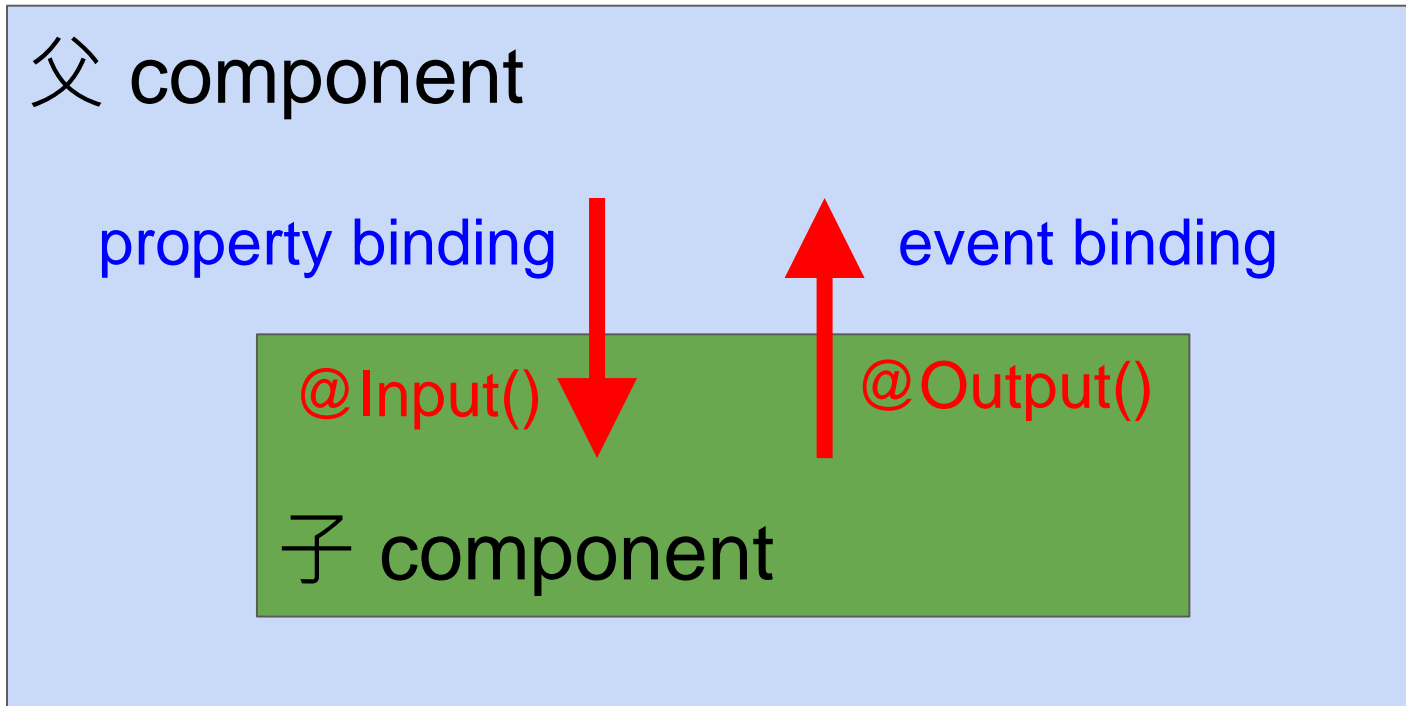 父 component
property binding
event binding
@Input()
@Output()
子 component